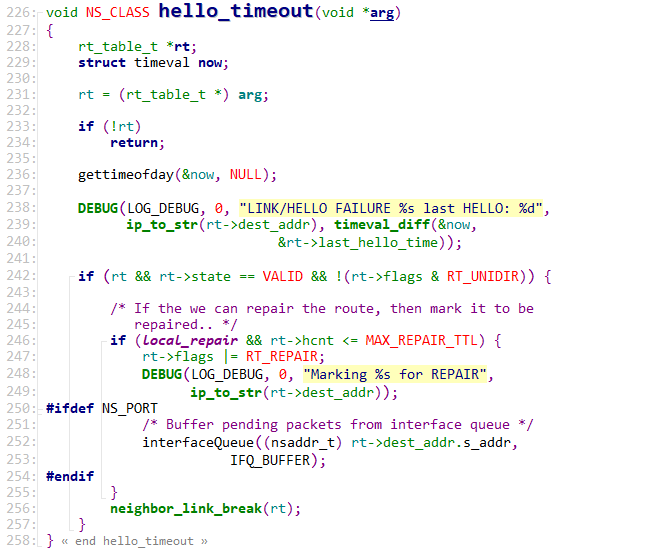 226: void NS_CLASS hello_timeout(void *arg)
227: {
228:     rt_table_t *rt;
229:     struct timeval now;
230:
231:     rt = (rt_table_t *) arg;
232:
233:     if (!rt)
234:         return;
235:
236:     gettimeofday(&now, NULL);
237:
238:     DEBUG(LOG_DEBUG, 0, "LINK/HELLO FAILURE %s last HELLO: %d",
239:           ip_to_str(rt->dest_addr), timeval_diff(&now,
240:                              &rt->last_hello_time));
241:
242:     if (rt && rt->state == VALID && !(rt->flags & RT_UNIDIR)) {
243:
244:         /* If the we can repair the route, then mark it to be
245:            repaired.. */
246:         if (local_repair && rt->hcnt <= MAX_REPAIR_TTL) {
247:             rt->flags |= RT_REPAIR;
248:             DEBUG(LOG_DEBUG, 0, "Marking %s for REPAIR",
249:                   ip_to_str(rt->dest_addr));
250: #ifdef NS_PORT
251:             /* Buffer pending packets from interface queue */
252:             interfaceQueue((nsaddr_t) rt->dest_addr.s_addr,
253:                        IFQ_BUFFER);
254: #endif
255:         }
256:         neighbor_link_break(rt);
257:     }
258: } « end hello_timeout »